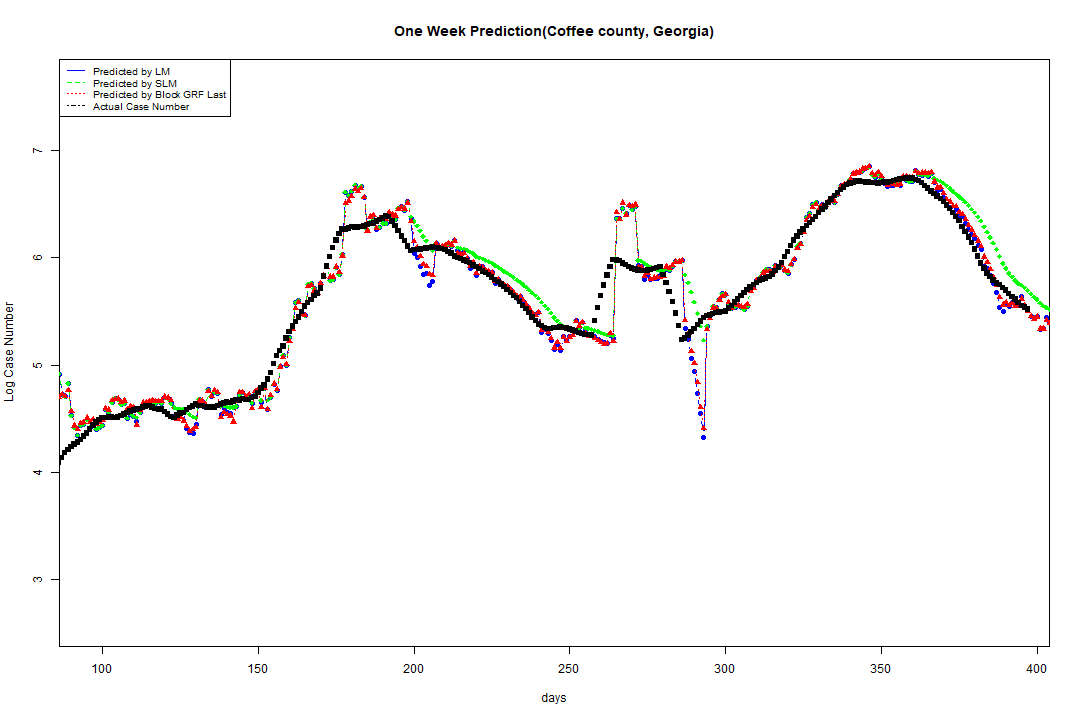 One Week Prediction(Coffee county, Georgia)
Predicted by LM
Predicted by SLM
Predicted by Block GRF Last
Actual Case Number
7
6
5
4
3
Log Case Number
100 150 200 250 300 350 400
days